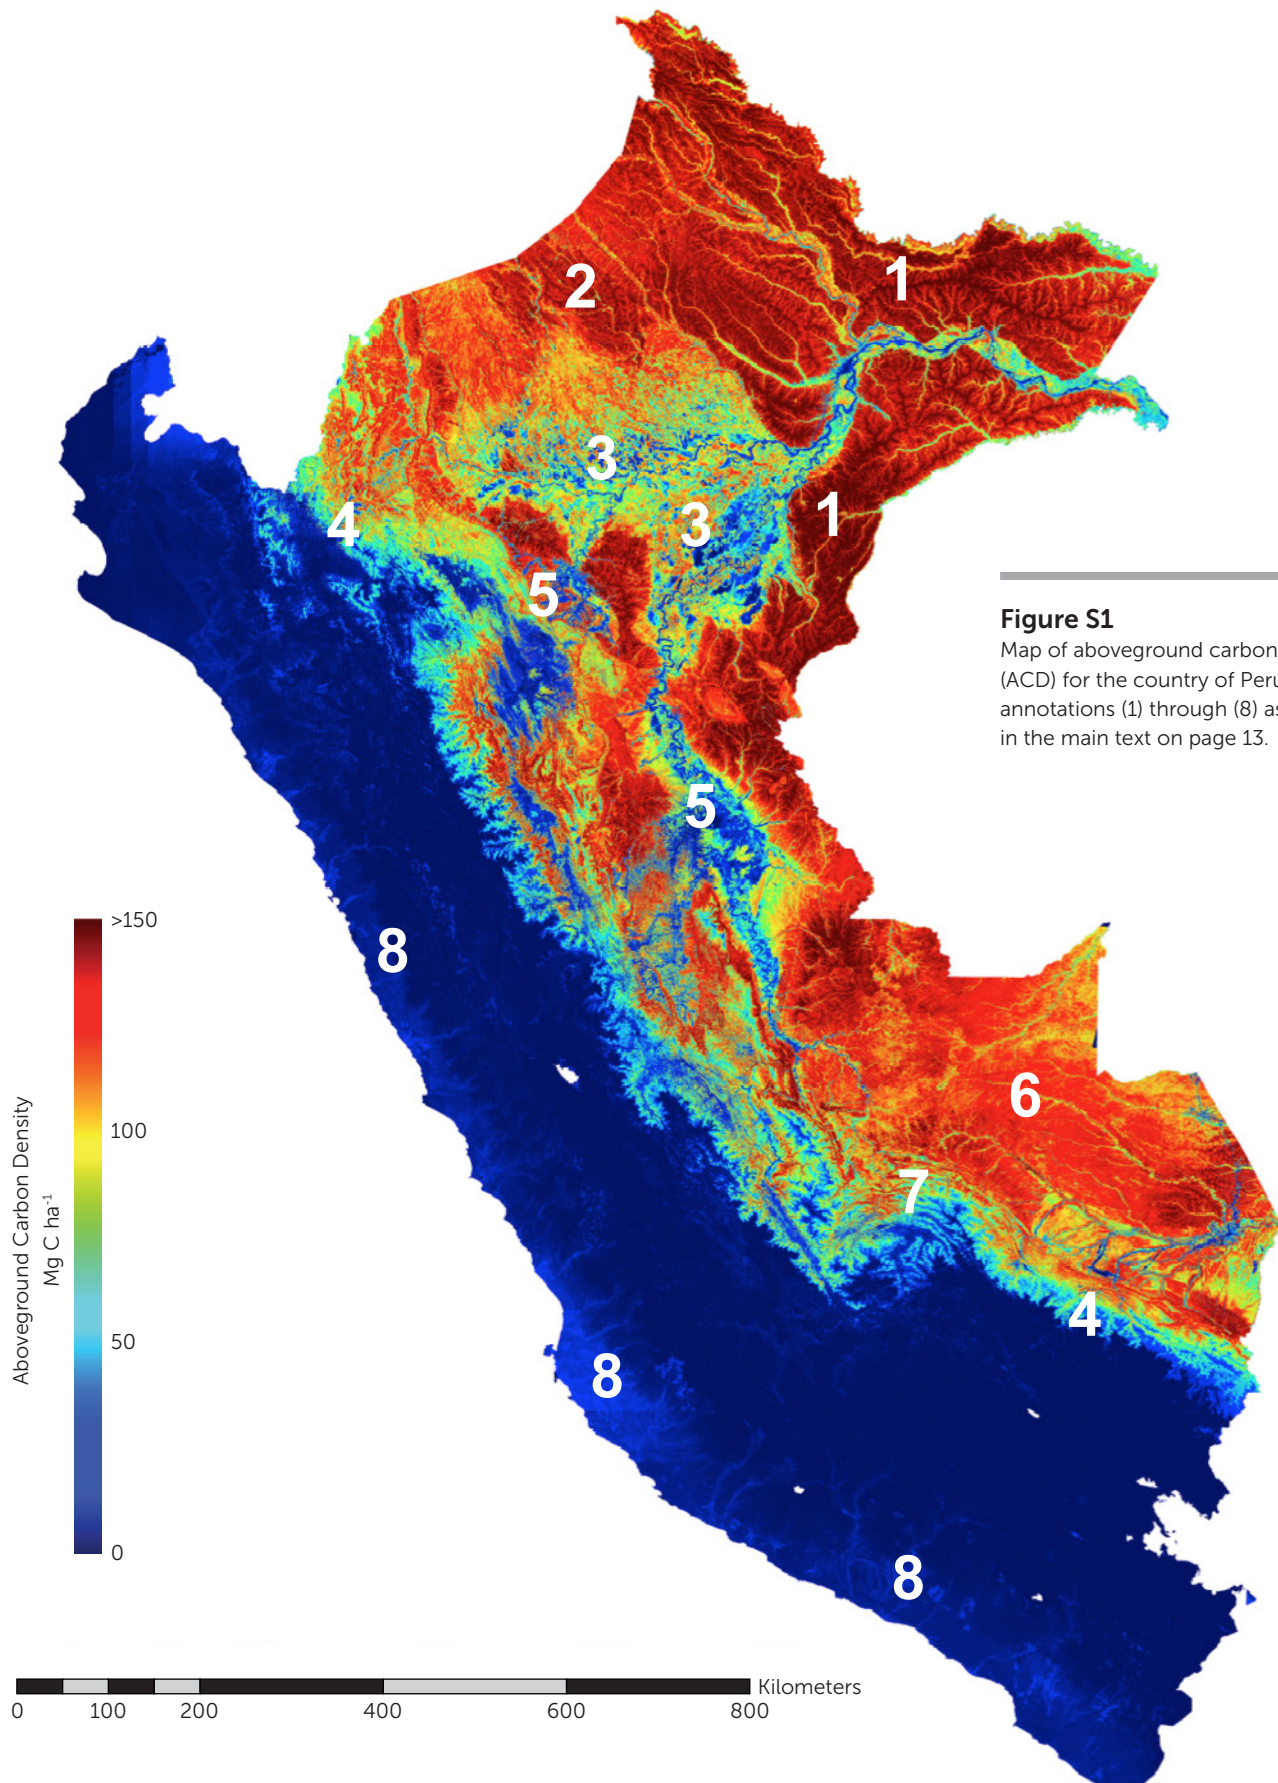 1
2
3
3
1
4
5
Figure S1
Map of aboveground carbon
(ACD) for the country of Peru
annotations (1) through (8) as
in the main text on page 13.
5
>150
8
100
6
7
Aboveground Carbon Density
Mg C ha⁻¹
4
50
8
0
8
Kilometers
0 100 200 400 600 800